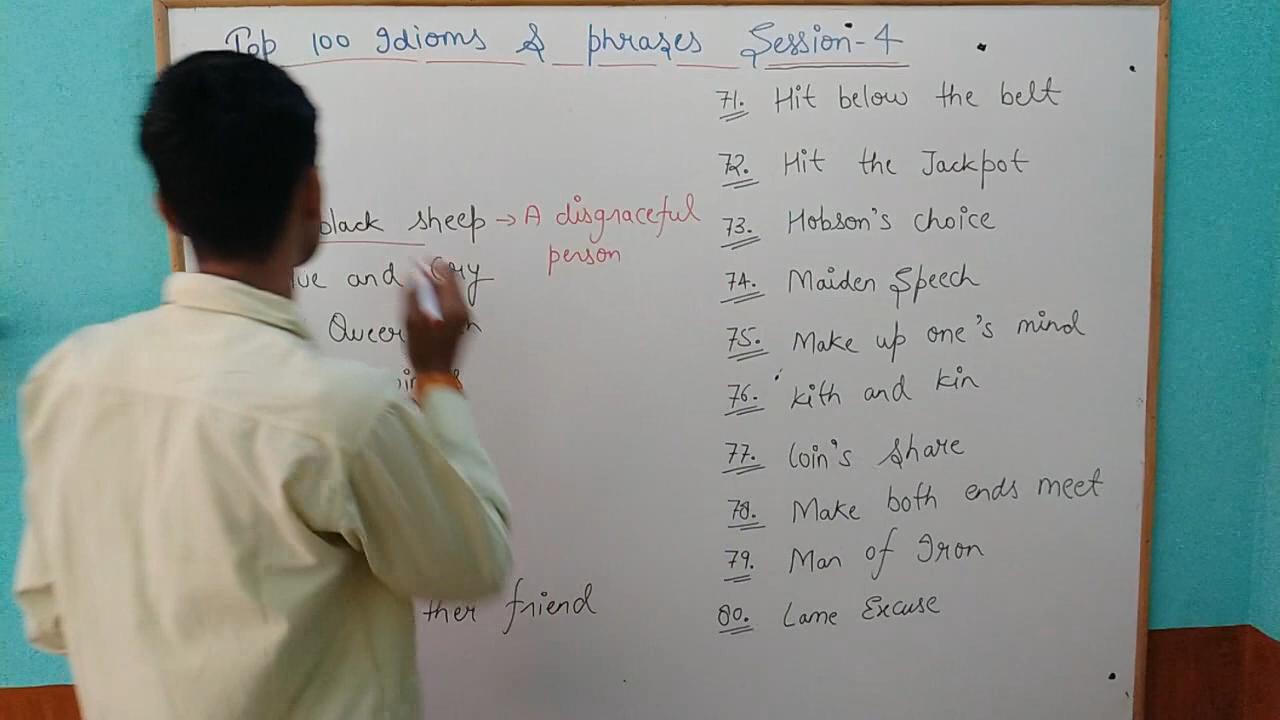 Top 100 Idioms & phrases Session-4
black sheep → A disgraceful
person
and Cry
friend
71. Hit below the belt
72. Hit the Jackpot
73. Hobson's choice
74. Maiden Speech
75. Make up one's mind
76. Kith and kin
77. Loin's share
78. Make both ends meet
79. Man of Iron
80. Lame Excuse